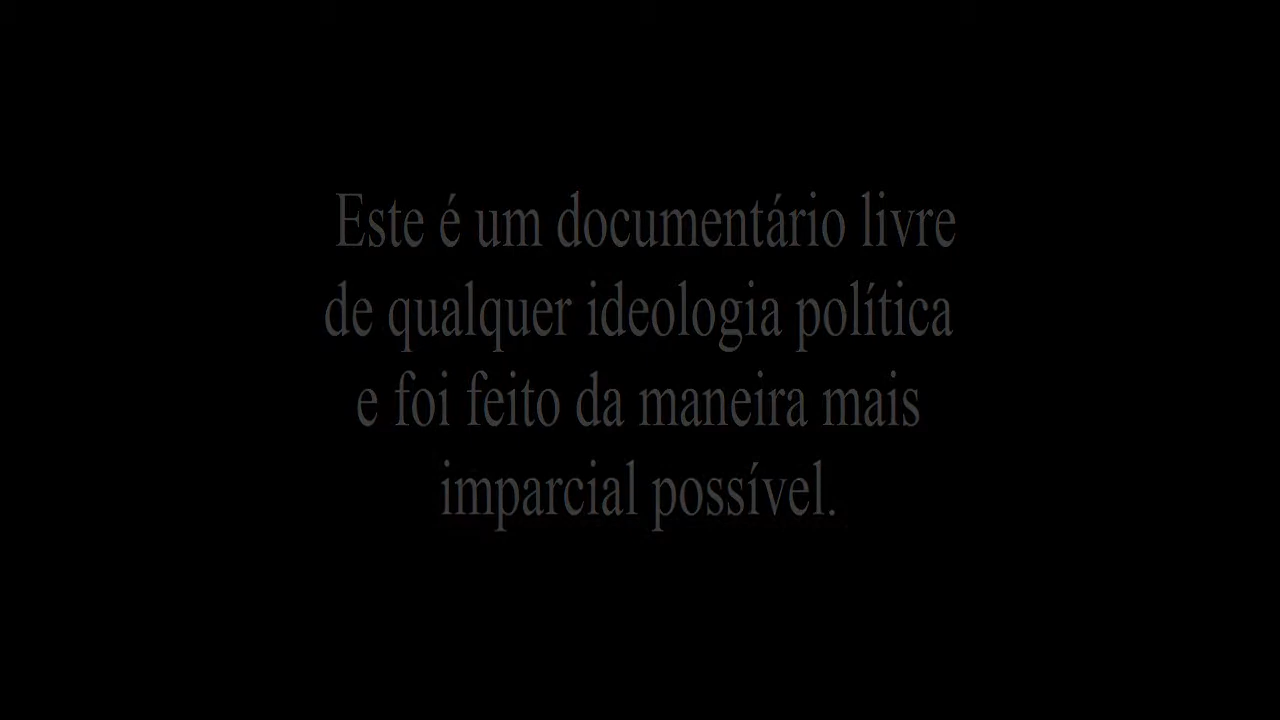 Este é um documentário livre
de qualquer ideologia política
e foi feito da maneira mais
imparcial possível.